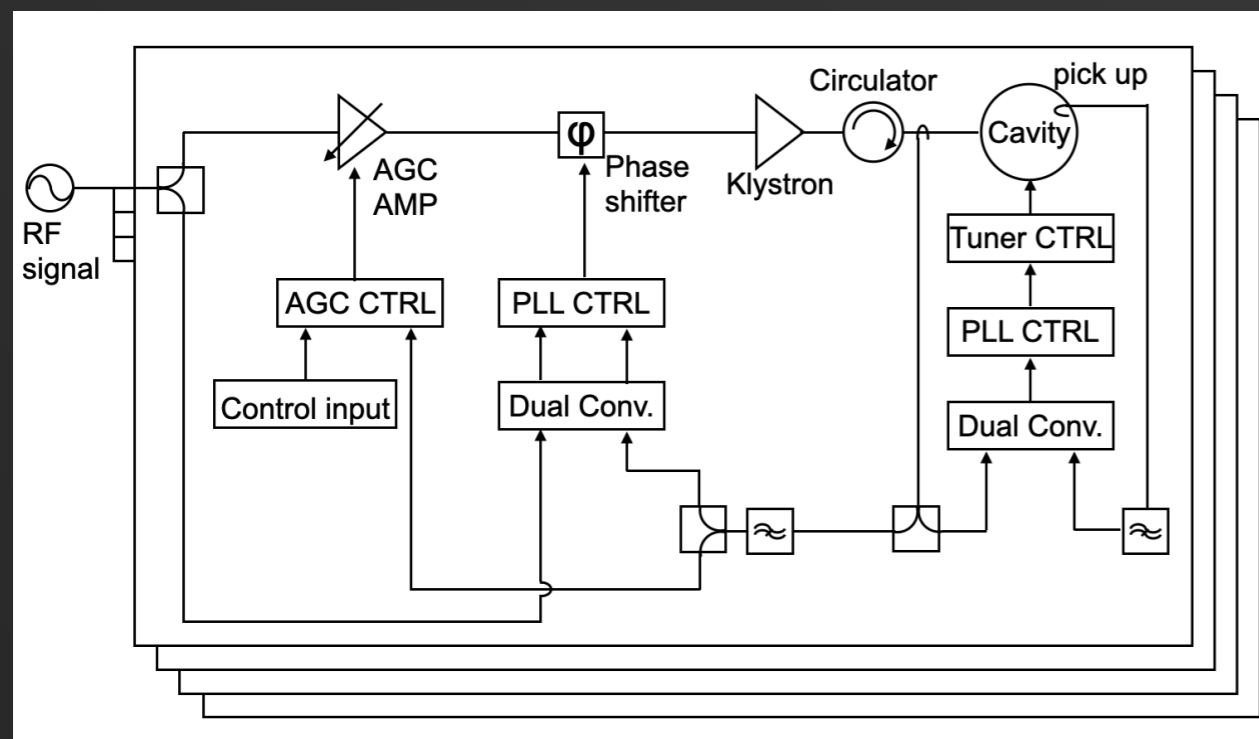 pick up
Circulator
Cavity
φ
AGC
AMP
Phase
shifter
Klystron
RF
signal
Tuner CTRL
AGC CTRL
PLL CTRL
PLL CTRL
Control input
Dual Conv.
Dual Conv.